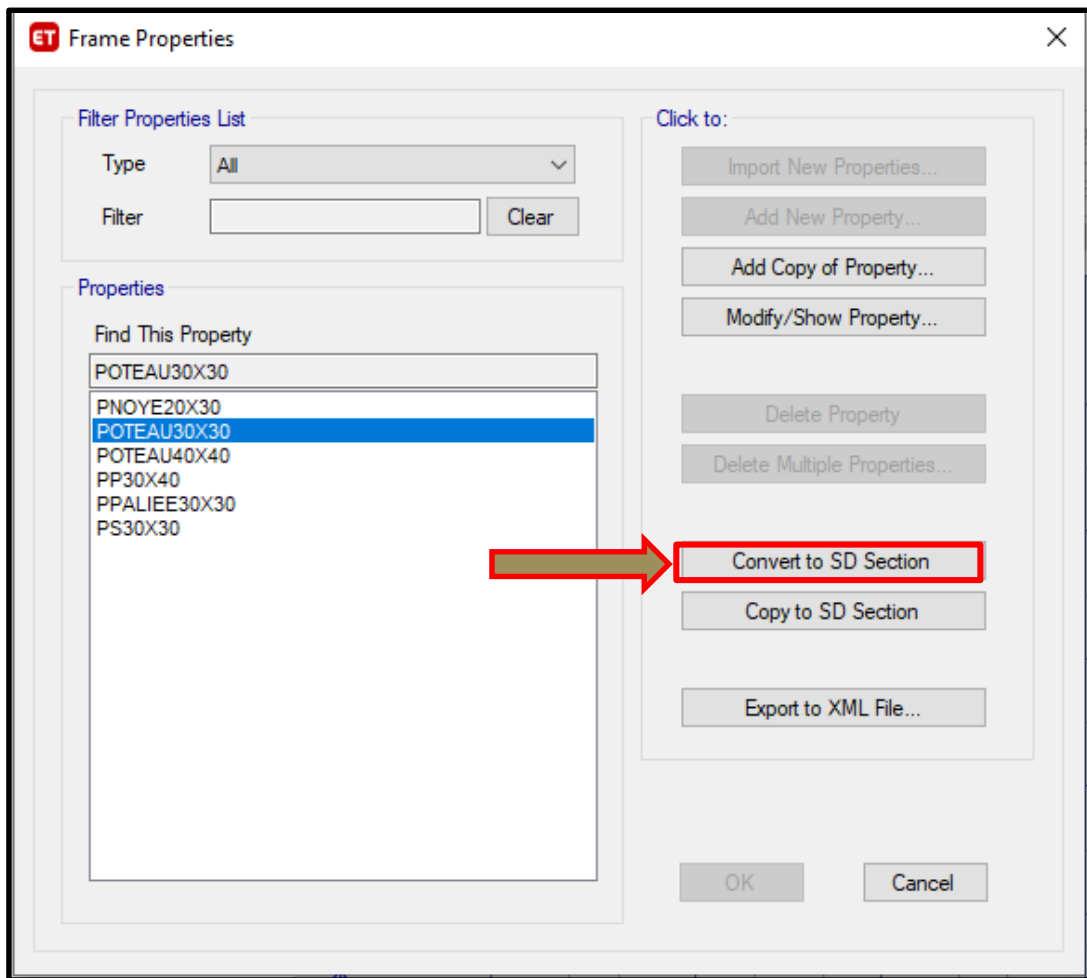 ET Frame Properties
Filter Properties List
Type All
Filter Clear
Properties
Find This Property
POTEAU30X30
PNOYE20X30
POTEAU30X30
POTEAU40X40
PP30X40
PPALIEE30X30
PS30X30
Click to:
Import New Properties...
Add New Property...
Add Copy of Property...
Modify/Show Property...
Delete Property
Delete Multiple Properties...
Convert to SD Section
Copy to SD Section
Export to XML File...
OK Cancel